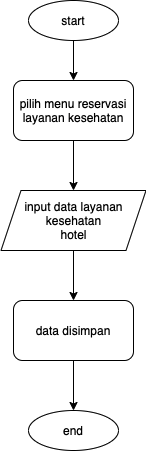 start
pilih menu reservasi
layanan kesehatan
input data layanan
kesehatan
hotel
data disimpan
end